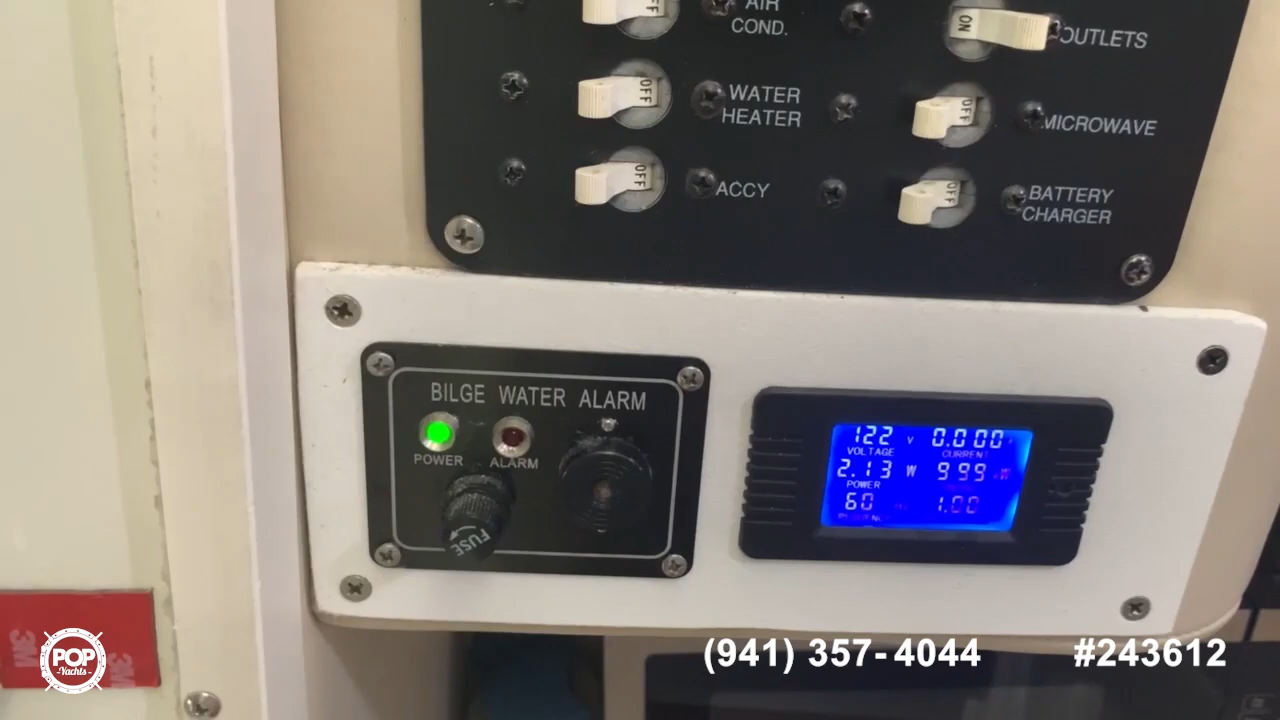 OFF
AIR
COND.
ON
OUTLETS
OFF
WATER
HEATER
OFF
MICROWAVE
OFF
ACCY
OFF
BATTERY
CHARGER
BILGE WATER ALARM
POWER
ALARM
FUSE
122 V 0.000
VOLTAGE CURRENT
2.13 W 999
POWER
60 1.00
3M
3M
POP
Yachts
(941) 357-4044 #243612